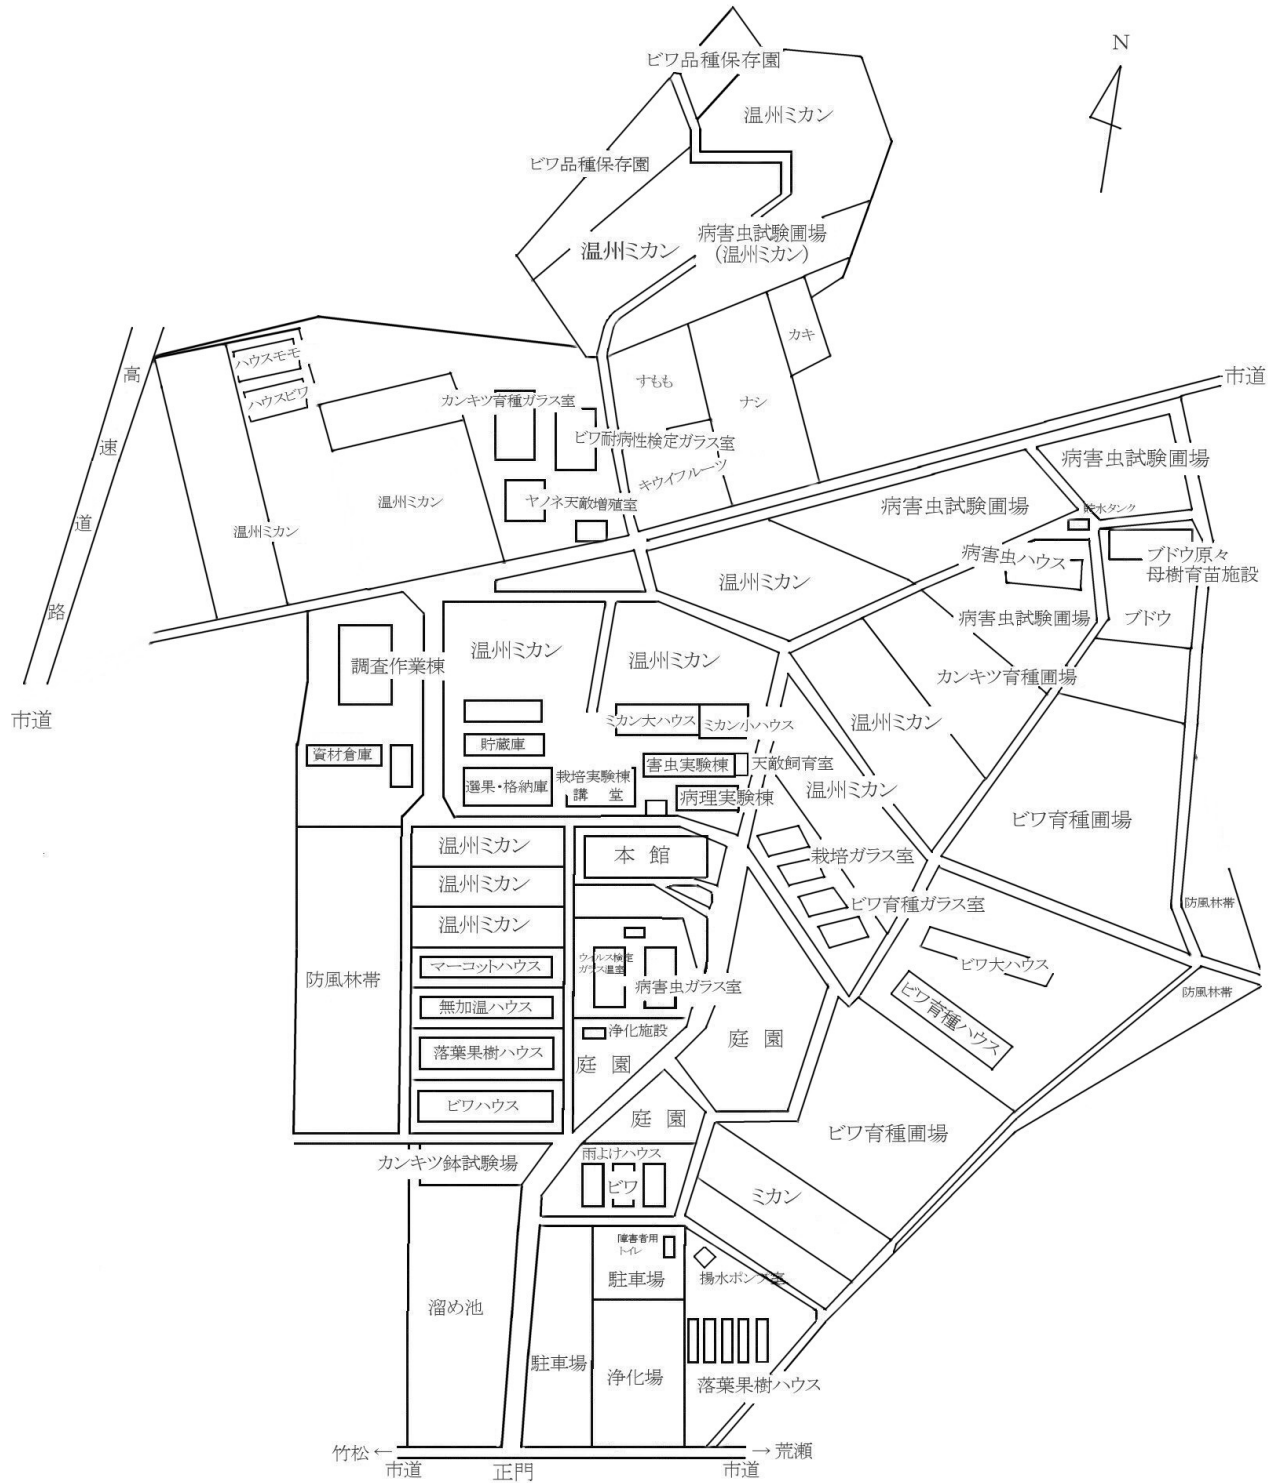 N
ビワ品種保存園
温州ミカン
ビワ品種保存園
病害虫試験圃場
(温州ミカン)
温州ミカン
カキ
ハウスモモ
高
速
道
路
市道
すもも
市道
ハウスビワ
カンキツ育種ガラス室
ナシ
ビワ耐病性検定ガラス室
病害虫試験圃場
キウイフルーツ
温州ミカン
ヤノネ天敵増殖室
病害虫試験圃場
貯水タンク
温州ミカン
病害虫ハウス
ブドウ原々
母樹育苗施設
温州ミカン
病害虫試験圃場
ブドウ
調査作業棟
温州ミカン
温州ミカン
カンキツ育種圃場
市道
ミカン大ハウス
ミカン小ハウス
温州ミカン
資材倉庫
貯蔵庫
害虫実験棟
天敵飼育室
選果・格納庫
栽培実験棟
講 堂
病理実験棟
温州ミカン
ビワ育種圃場
温州ミカン
本 館
栽培ガラス室
温州ミカン
ビワ育種ガラス室
防風林帯
温州ミカン
マーコットハウス
ウイルス検定
ガラス温室
病害虫ガラス室
ビワ大ハウス
防風林帯
防風林帯
無加温ハウス
浄化施設
ビワ育種ハウス
落葉果樹ハウス
庭 園
庭 園
ビワハウス
庭 園
ビワ育種圃場
カンキツ鉢試験場
雨よけハウス
ビワ
ミカン
障害者用
トイレ
駐車場
揚水ポンプ室
溜め池
駐車場
浄化場
落葉果樹ハウス
竹松 ←
→ 荒瀬
市道
正門
市道